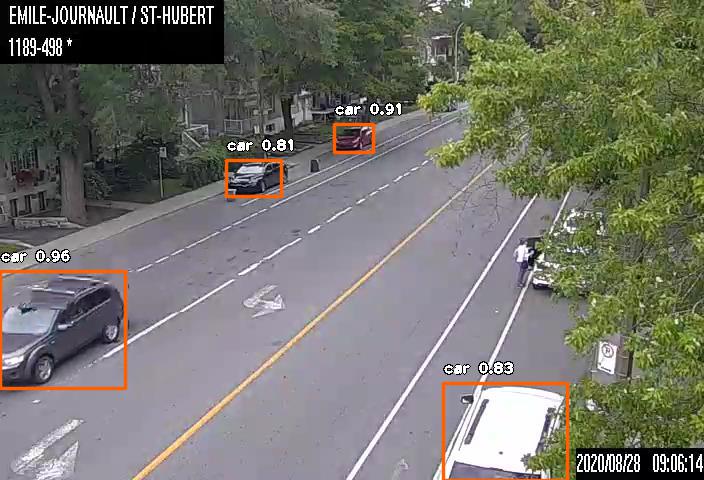 EMILE-JOURNAULT / ST-HUBERT
1189-498 *
car 0.91
car 0.81
car 0.96
car 0.83
P
2020/08/28 09:06:14